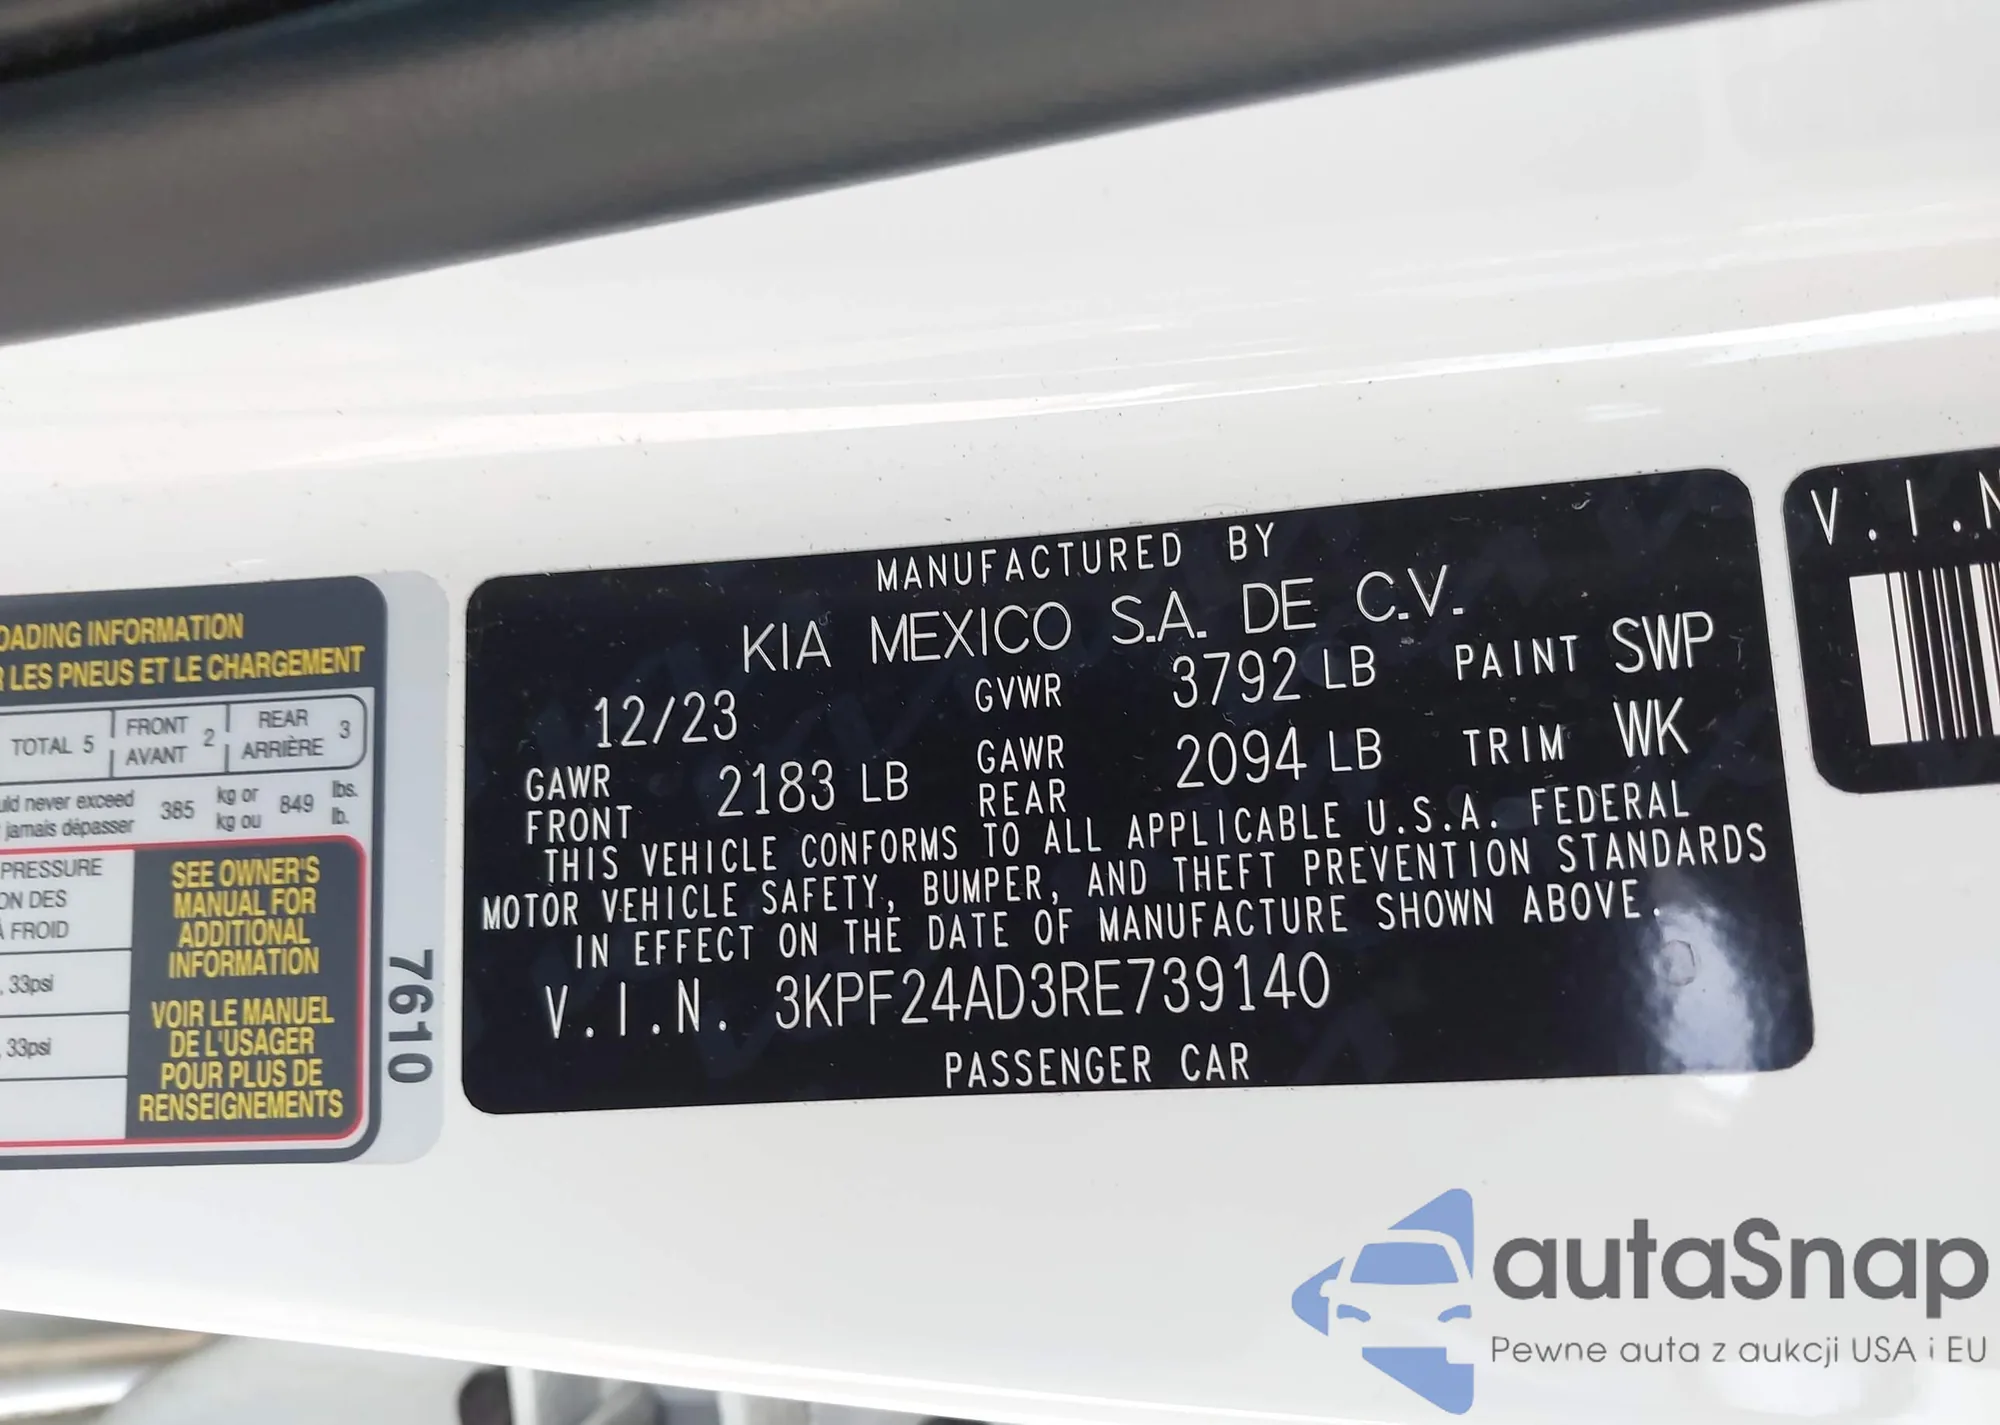 OADING INFORMATION
R LES PNEUS ET LE CHARGEMENT
TOTAL 5
FRONT
AVANT
2
REAR
ARRIÈRE
3
uld never exceed
jamais dépasser
385
kg or
kg ou
849
lbs.
lb.
PRESSURE
ON DES
À FROID
33psi
33psi
SEE OWNER'S
MANUAL FOR
ADDITIONAL
INFORMATION
VOIR LE MANUEL
DE L'USAGER
POUR PLUS DE
RENSEIGNEMENTS
7610
MANUFACTURED BY
KIA MEXICO S.A. DE C.V.
12/23 GVWR 3792 LB PAINT SWP
GAWR FRONT 2183 LB GAWR REAR 2094 LB TRIM WK
THIS VEHICLE CONFORMS TO ALL APPLICABLE U.S.A. FEDERAL
MOTOR VEHICLE SAFETY, BUMPER, AND THEFT PREVENTION STANDARDS
IN EFFECT ON THE DATE OF MANUFACTURE SHOWN ABOVE.
V.I.N. 3KPF24AD3RE739140
PASSENGER CAR
V.I.N
autaSnap
Pewne auta z aukcji USA i EU